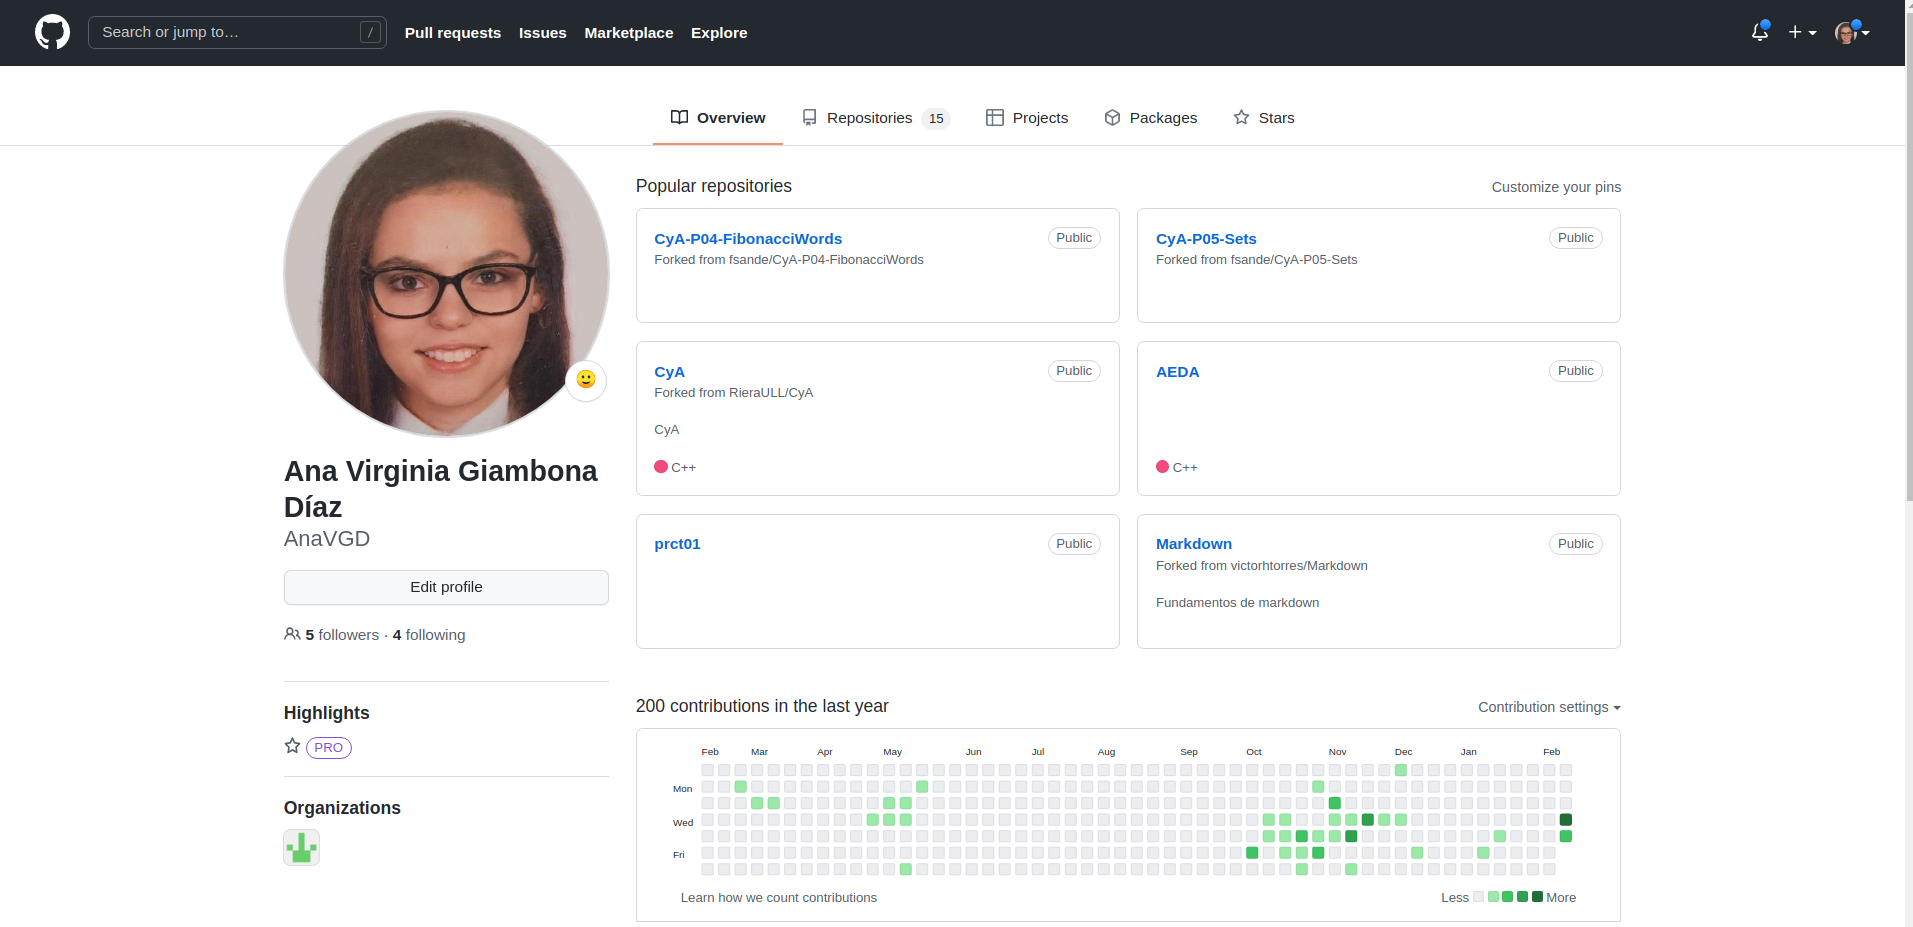 Search or jump to…
/
Pull requests
Issues
Marketplace
Explore
Overview
Repositories 15
Projects
Packages
Stars
Ana Virginia Giambona
Díaz
AnaVGD
Edit profile
5 followers · 4 following
Highlights
PRO
Organizations
Popular repositories
Customize your pins
CyA-P04-FibonacciWords
Public
Forked from fsande/CyA-P04-FibonacciWords
CyA-P05-Sets
Public
Forked from fsande/CyA-P05-Sets
CyA
Public
Forked from RieraULL/CyA
CyA
C++
AEDA
Public
C++
prct01
Public
Markdown
Public
Forked from victorhtorres/Markdown
Fundamentos de markdown
200 contributions in the last year
Contribution settings
Feb Mar Apr May Jun Jul Aug Sep Oct Nov Dec Jan Feb
Mon
Wed
Fri
Learn how we count contributions
Less More